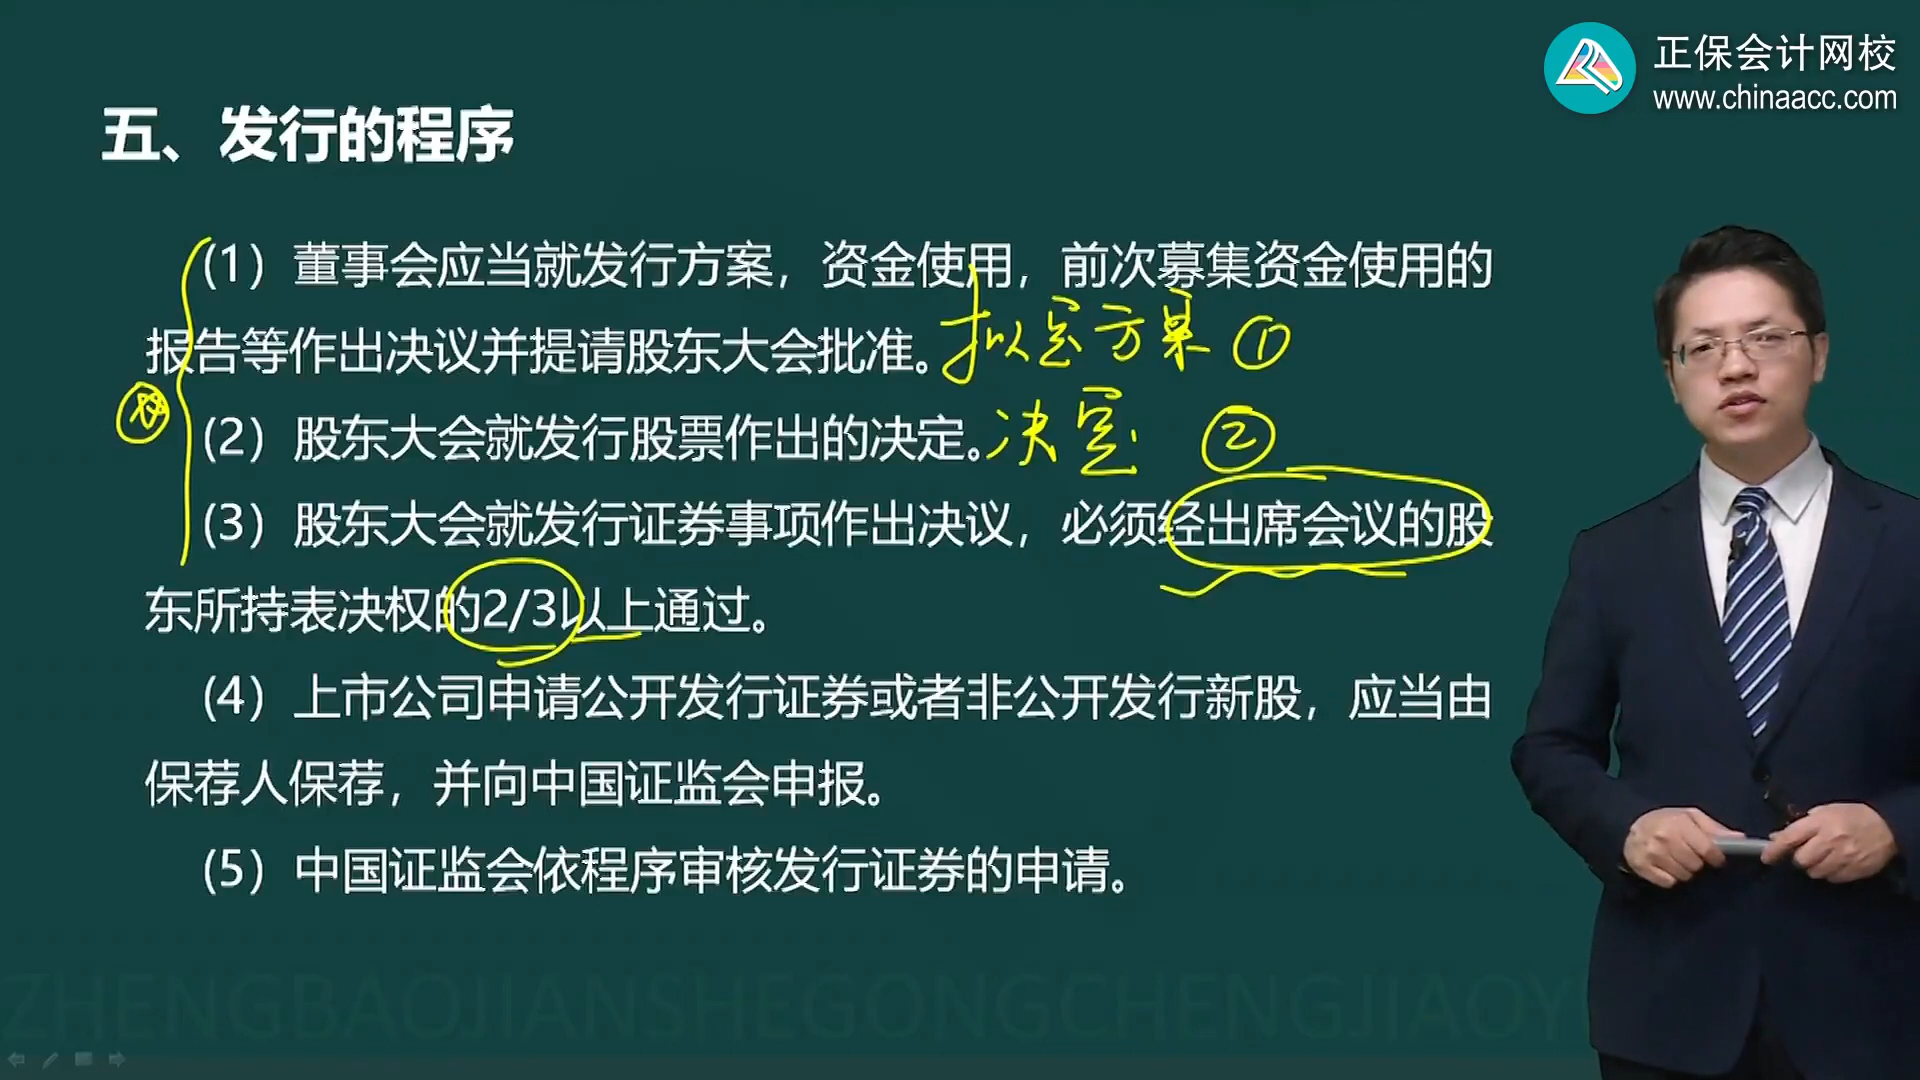 正保会计网校
www.chinaacc.com
五、发行的程序
(1）董事会应当就发行方案，资金使用，前次募集资金使用的
报告等作出决议并提请股东大会批准。拟定方案 ①
(2）股东大会就发行股票作出的决定。决定 ②
(3）股东大会就发行证券事项作出决议，必须经出席会议的股
东所持表决权的2/3以上通过。
(4）上市公司申请公开发行证券或者非公开发行新股，应当由
保荐人保荐，并向中国证监会申报。
(5）中国证监会依程序审核发行证券的申请。
ZHENGBAOJIANSHEGONGCHENGJIAOY